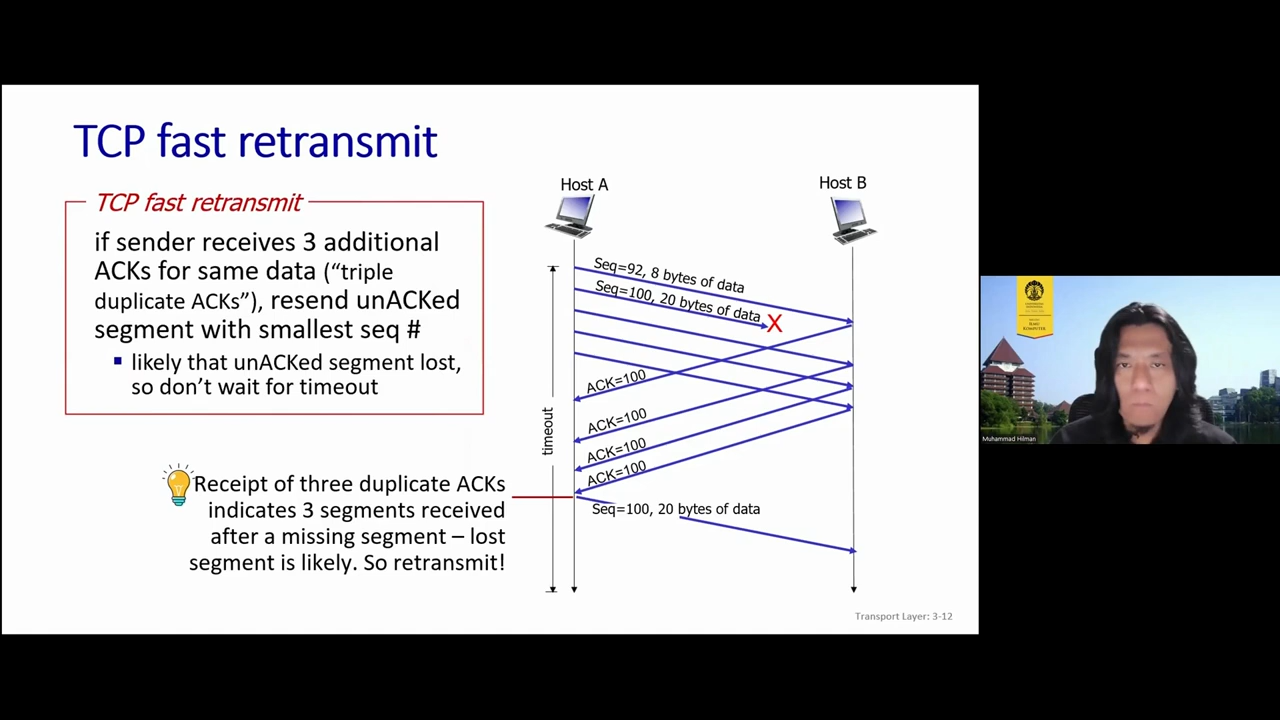 TCP fast retransmit
TCP fast retransmit
if sender receives 3 additional
ACKs for same data (“triple
duplicate ACKs”), resend unACKed
segment with smallest seq #
likely that unACKed segment lost,
so don’t wait for timeout
Receipt of three duplicate ACKs
indicates 3 segments received
after a missing segment – lost
segment is likely. So retransmit!
Host A
Host B
Seq=92, 8 bytes of data
Seq=100, 20 bytes of data
X
ACK=100
ACK=100
ACK=100
ACK=100
timeout
Seq=100, 20 bytes of data
Transport Layer: 3-12
ILMU
KOMPUTER
Muhammad Hilman